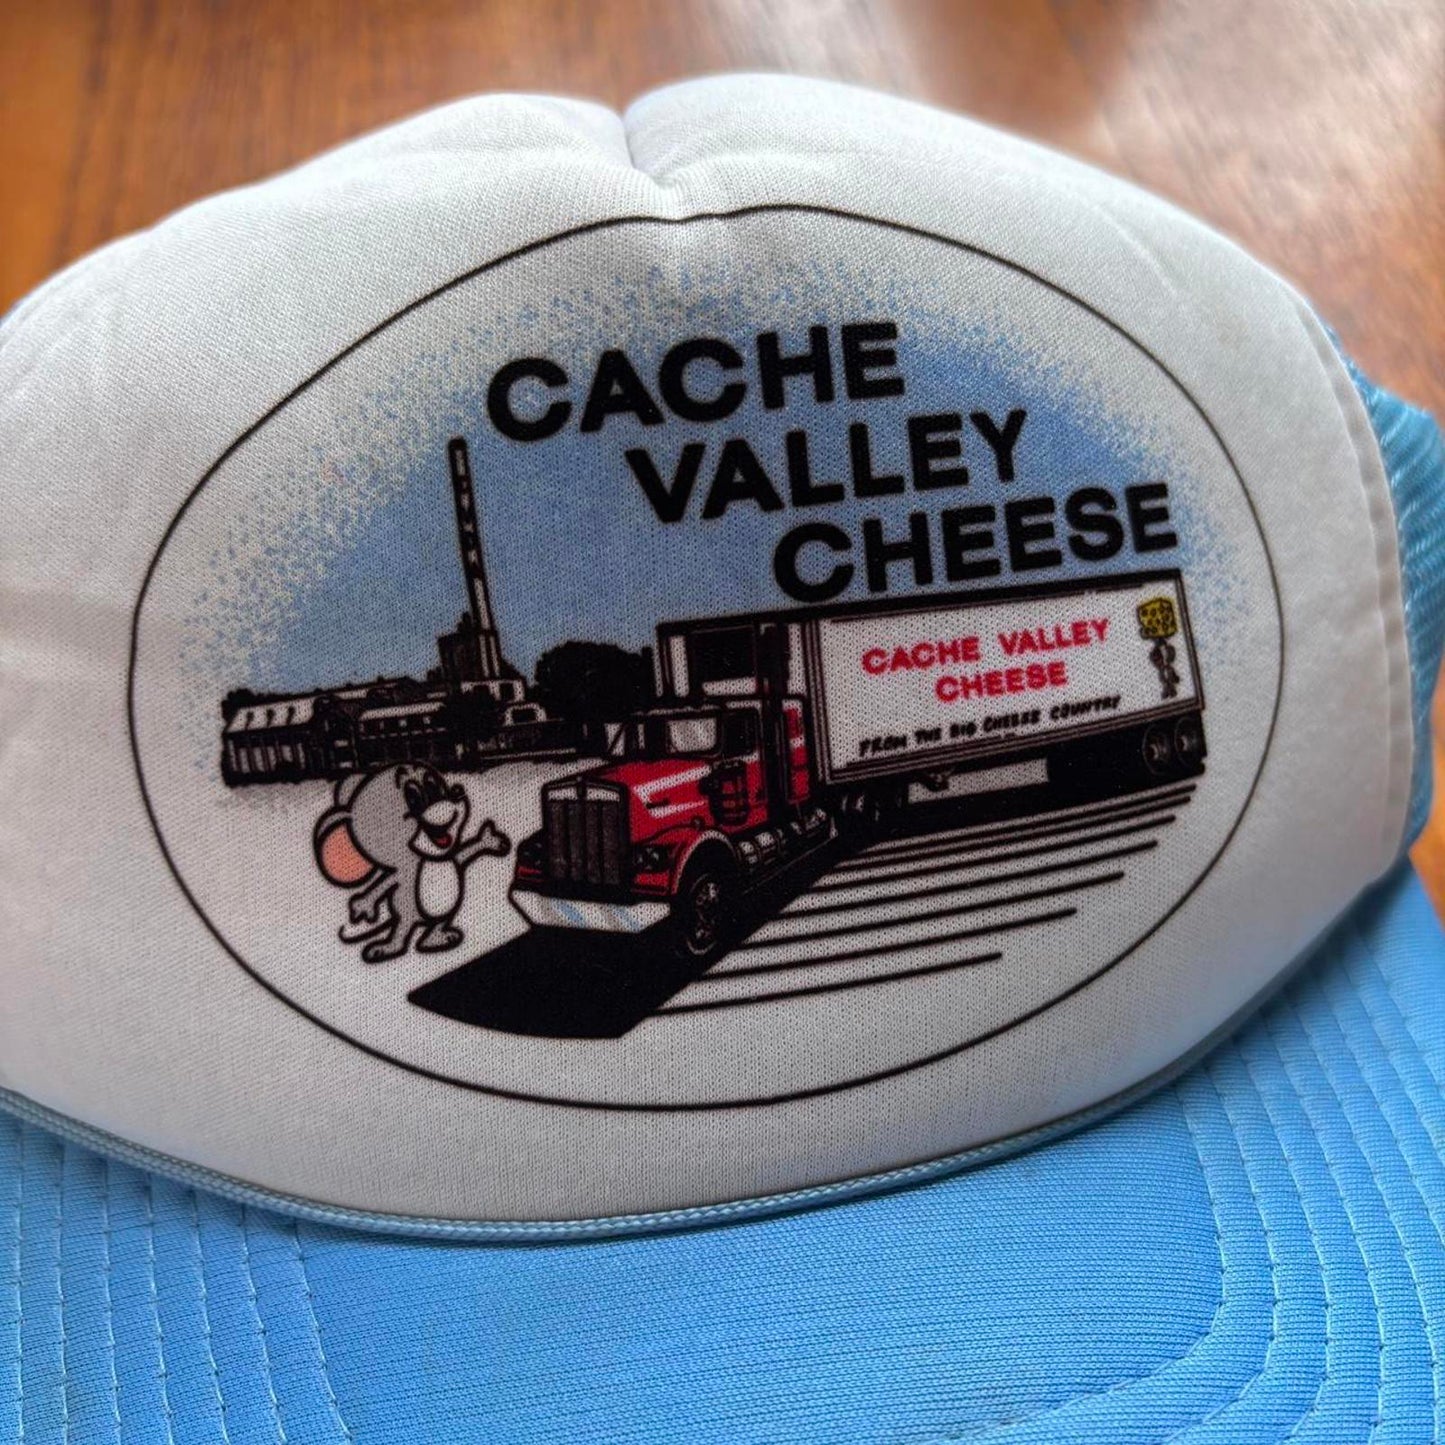 CACHE
VALLEY
CHEESE
CACHE VALLEY
CHEESE
FROM THE BIG CHEESE COUNTRY